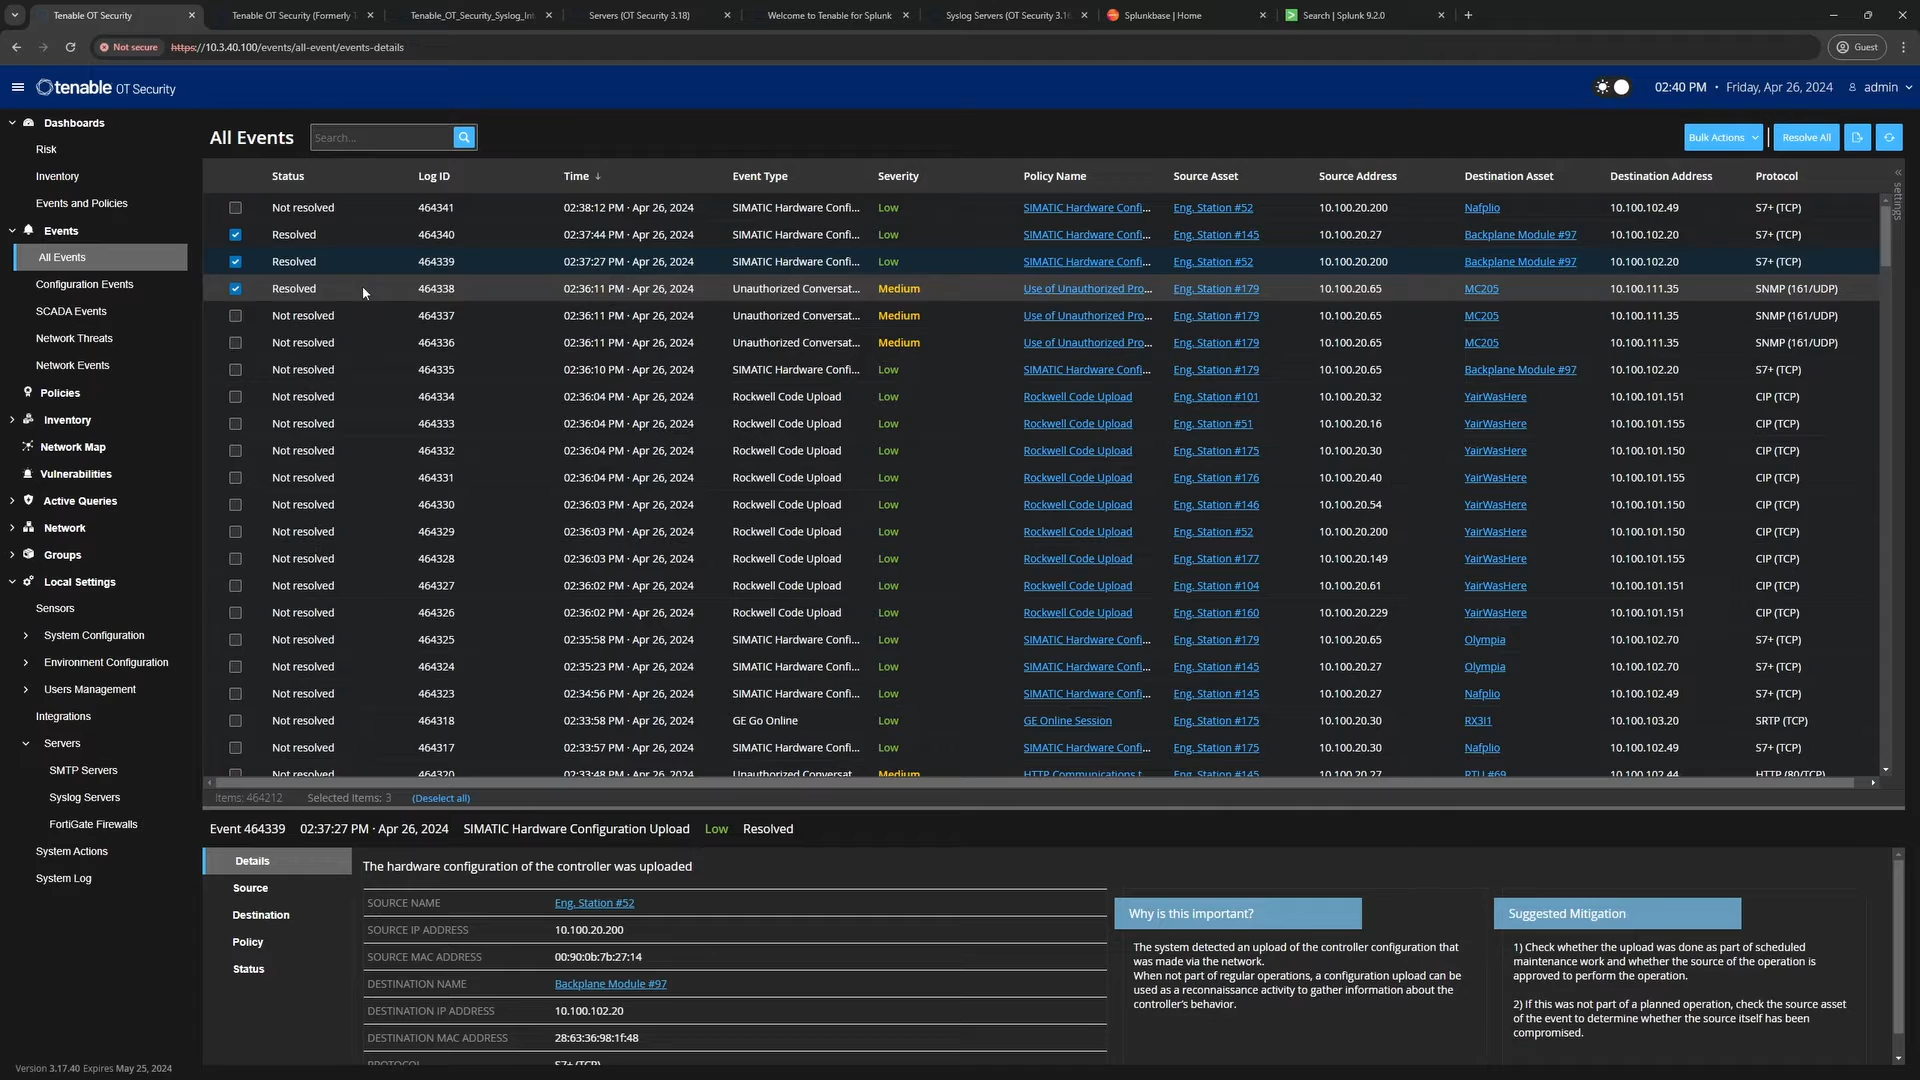 Tenable OT Security
Tenable OT Security (Formerly T
Tenable_OT_Security_Syslog_Int
Servers (OT Security 3.18)
Welcome to Tenable for Splunk
Syslog Servers (OT Security 3.16
Splunkbase | Home
Search | Splunk 9.2.0
Not secure https://10.3.40.100/events/all-event/events-details
Guest
tenable OT Security
02:40 PM · Friday, Apr 26, 2024 admin
Dashboards
Risk
Inventory
Events and Policies
Events
All Events
Configuration Events
SCADA Events
Network Threats
Network Events
Policies
Inventory
Network Map
Vulnerabilities
Active Queries
Network
Groups
Local Settings
Sensors
System Configuration
Environment Configuration
Users Management
Integrations
Servers
SMTP Servers
Syslog Servers
FortiGate Firewalls
System Actions
System Log
Version 3.17.40 Expires May 25, 2024
All Events Search... Bulk Actions Resolve All
settings
Status Log ID Time ↓ Event Type Severity Policy Name Source Asset Source Address Destination Asset Destination Address Protocol
Not resolved 464341 02:38:12 PM · Apr 26, 2024 SIMATIC Hardware Confi... Low SIMATIC Hardware Confi... Eng. Station #52 10.100.20.200 Nafplio 10.100.102.49 S7+ (TCP)
Resolved 464340 02:37:44 PM · Apr 26, 2024 SIMATIC Hardware Confi... Low SIMATIC Hardware Confi... Eng. Station #145 10.100.20.27 Backplane Module #97 10.100.102.20 S7+ (TCP)
Resolved 464339 02:37:27 PM · Apr 26, 2024 SIMATIC Hardware Confi... Low SIMATIC Hardware Confi... Eng. Station #52 10.100.20.200 Backplane Module #97 10.100.102.20 S7+ (TCP)
Resolved 464338 02:36:11 PM · Apr 26, 2024 Unauthorized Conversat... Medium Use of Unauthorized Pro... Eng. Station #179 10.100.20.65 MC205 10.100.111.35 SNMP (161/UDP)
Not resolved 464337 02:36:11 PM · Apr 26, 2024 Unauthorized Conversat... Medium Use of Unauthorized Pro... Eng. Station #179 10.100.20.65 MC205 10.100.111.35 SNMP (161/UDP)
Not resolved 464336 02:36:11 PM · Apr 26, 2024 Unauthorized Conversat... Medium Use of Unauthorized Pro... Eng. Station #179 10.100.20.65 MC205 10.100.111.35 SNMP (161/UDP)
Not resolved 464335 02:36:10 PM · Apr 26, 2024 SIMATIC Hardware Confi... Low SIMATIC Hardware Confi... Eng. Station #179 10.100.20.65 Backplane Module #97 10.100.102.20 S7+ (TCP)
Not resolved 464334 02:36:04 PM · Apr 26, 2024 Rockwell Code Upload Low Rockwell Code Upload Eng. Station #101 10.100.20.32 YairWasHere 10.100.101.151 CIP (TCP)
Not resolved 464333 02:36:04 PM · Apr 26, 2024 Rockwell Code Upload Low Rockwell Code Upload Eng. Station #51 10.100.20.16 YairWasHere 10.100.101.155 CIP (TCP)
Not resolved 464332 02:36:04 PM · Apr 26, 2024 Rockwell Code Upload Low Rockwell Code Upload Eng. Station #175 10.100.20.30 YairWasHere 10.100.101.150 CIP (TCP)
Not resolved 464331 02:36:04 PM · Apr 26, 2024 Rockwell Code Upload Low Rockwell Code Upload Eng. Station #176 10.100.20.40 YairWasHere 10.100.101.155 CIP (TCP)
Not resolved 464330 02:36:03 PM · Apr 26, 2024 Rockwell Code Upload Low Rockwell Code Upload Eng. Station #146 10.100.20.54 YairWasHere 10.100.101.150 CIP (TCP)
Not resolved 464329 02:36:03 PM · Apr 26, 2024 Rockwell Code Upload Low Rockwell Code Upload Eng. Station #52 10.100.20.200 YairWasHere 10.100.101.150 CIP (TCP)
Not resolved 464328 02:36:03 PM · Apr 26, 2024 Rockwell Code Upload Low Rockwell Code Upload Eng. Station #177 10.100.20.149 YairWasHere 10.100.101.155 CIP (TCP)
Not resolved 464327 02:36:02 PM · Apr 26, 2024 Rockwell Code Upload Low Rockwell Code Upload Eng. Station #104 10.100.20.61 YairWasHere 10.100.101.151 CIP (TCP)
Not resolved 464326 02:36:02 PM · Apr 26, 2024 Rockwell Code Upload Low Rockwell Code Upload Eng. Station #160 10.100.20.229 YairWasHere 10.100.101.151 CIP (TCP)
Not resolved 464325 02:35:58 PM · Apr 26, 2024 SIMATIC Hardware Confi... Low SIMATIC Hardware Confi... Eng. Station #179 10.100.20.65 Olympia 10.100.102.70 S7+ (TCP)
Not resolved 464324 02:35:23 PM · Apr 26, 2024 SIMATIC Hardware Confi... Low SIMATIC Hardware Confi... Eng. Station #145 10.100.20.27 Olympia 10.100.102.70 S7+ (TCP)
Not resolved 464323 02:34:56 PM · Apr 26, 2024 SIMATIC Hardware Confi... Low SIMATIC Hardware Confi... Eng. Station #145 10.100.20.27 Nafplio 10.100.102.49 S7+ (TCP)
Not resolved 464318 02:33:58 PM · Apr 26, 2024 GE Go Online Low GE Online Session Eng. Station #175 10.100.20.30 RX3I1 10.100.103.20 SRTP (TCP)
Not resolved 464317 02:33:57 PM · Apr 26, 2024 SIMATIC Hardware Confi... Low SIMATIC Hardware Confi... Eng. Station #175 10.100.20.30 Nafplio 10.100.102.49 S7+ (TCP)
Not resolved 464320 02:33:48 PM · Apr 26, 2024 Unauthorized Conversat Medium HTTP Communications t Eng. Station #145 10.100.20.27 RTU #69 10.100.102.44 HTTP (80/TCP)
Items: 464212 Selected Items: 3 (Deselect all)
Event 464339 02:37:27 PM · Apr 26, 2024 SIMATIC Hardware Configuration Upload Low Resolved
Details
Source
Destination
Policy
Status
The hardware configuration of the controller was uploaded
SOURCE NAME Eng. Station #52
SOURCE IP ADDRESS 10.100.20.200
SOURCE MAC ADDRESS 00:90:0b:7b:27:14
DESTINATION NAME Backplane Module #97
DESTINATION IP ADDRESS 10.100.102.20
DESTINATION MAC ADDRESS 28:63:36:98:1f:48
PROTOCOL S7+ (TCP)
Why is this important?
The system detected an upload of the controller configuration that
was made via the network.
When not part of regular operations, a configuration upload can be
used as a reconnaissance activity to gather information about the
controller's behavior.
Suggested Mitigation
1) Check whether the upload was done as part of scheduled
maintenance work and whether the source of the operation is
approved to perform the operation.
2) If this was not part of a planned operation, check the source asset
of the event to determine whether the source itself has been
compromised.